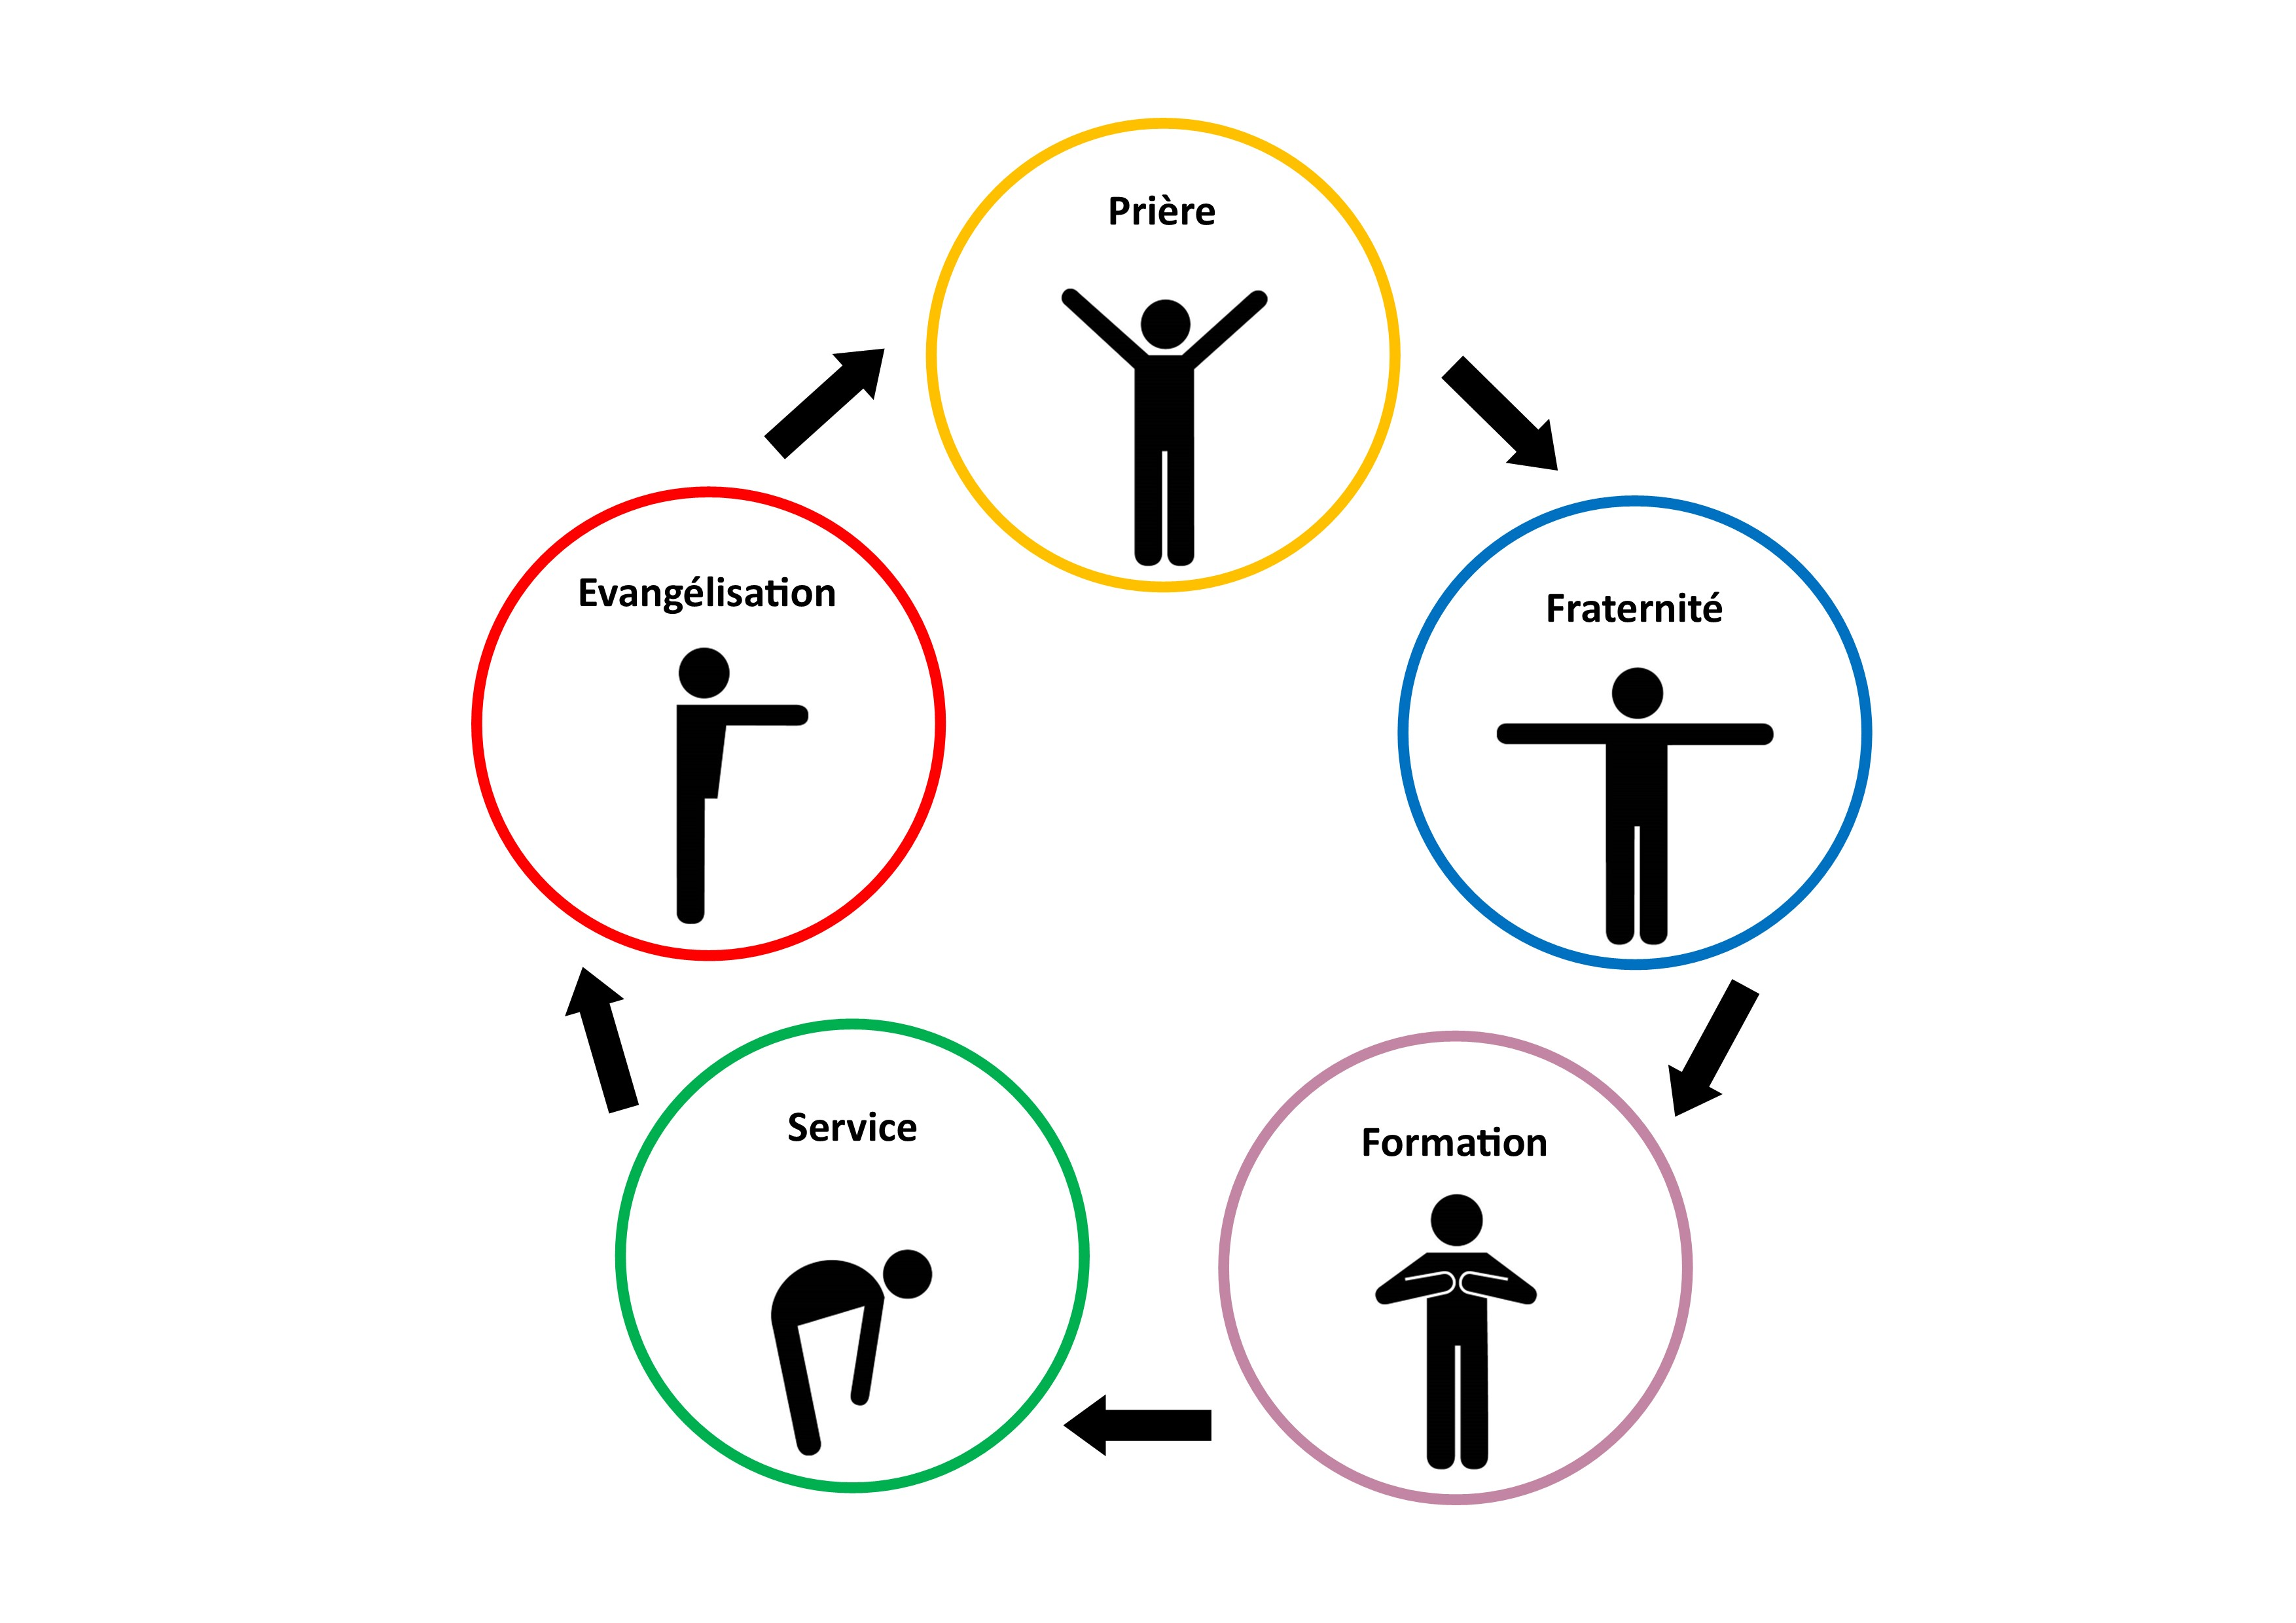 Prière
Fraternité
Formation
Service
Evangélisation